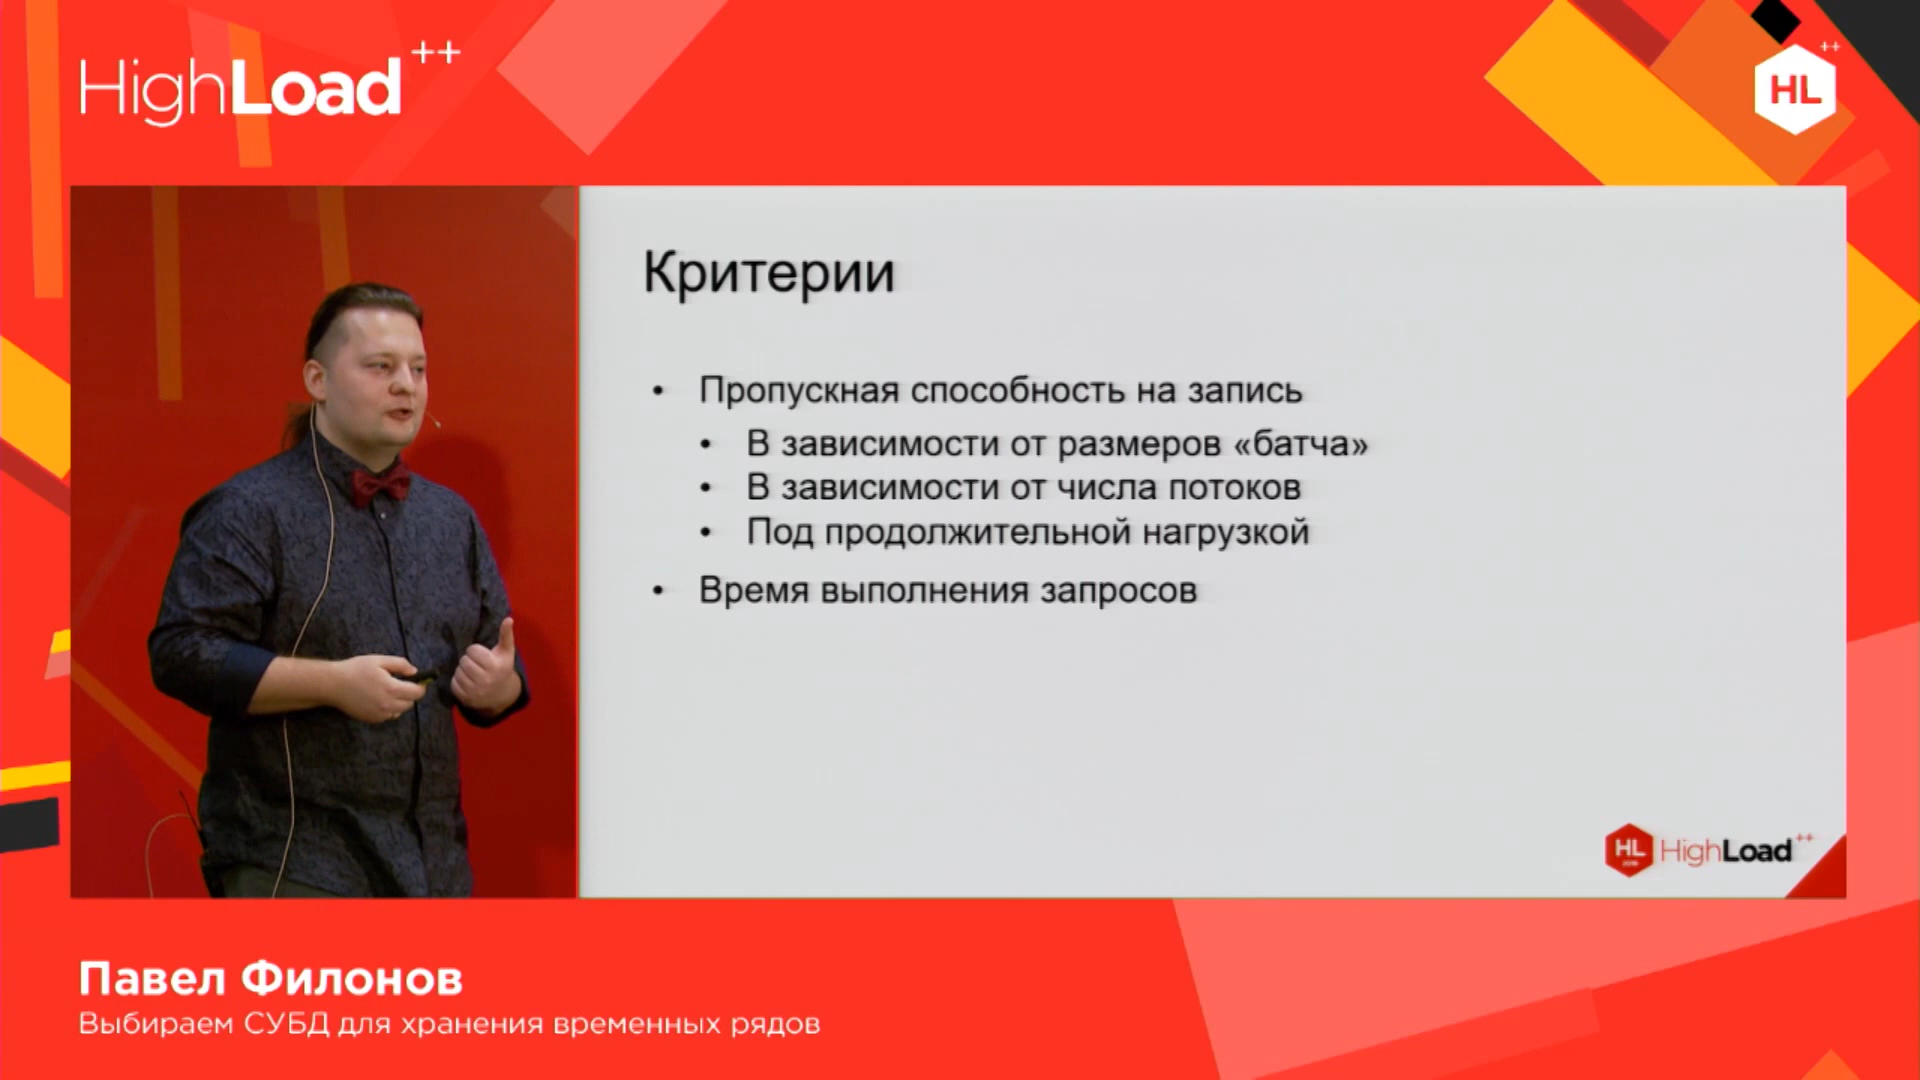 HighLoad++
HL++
Критерии
• Пропускная способность на запись
• В зависимости от размеров «батча»
• В зависимости от числа потоков
• Под продолжительной нагрузкой
• Время выполнения запросов
HL
HighLoad++
Павел Филонов
Выбираем СУБД для хранения временных рядов